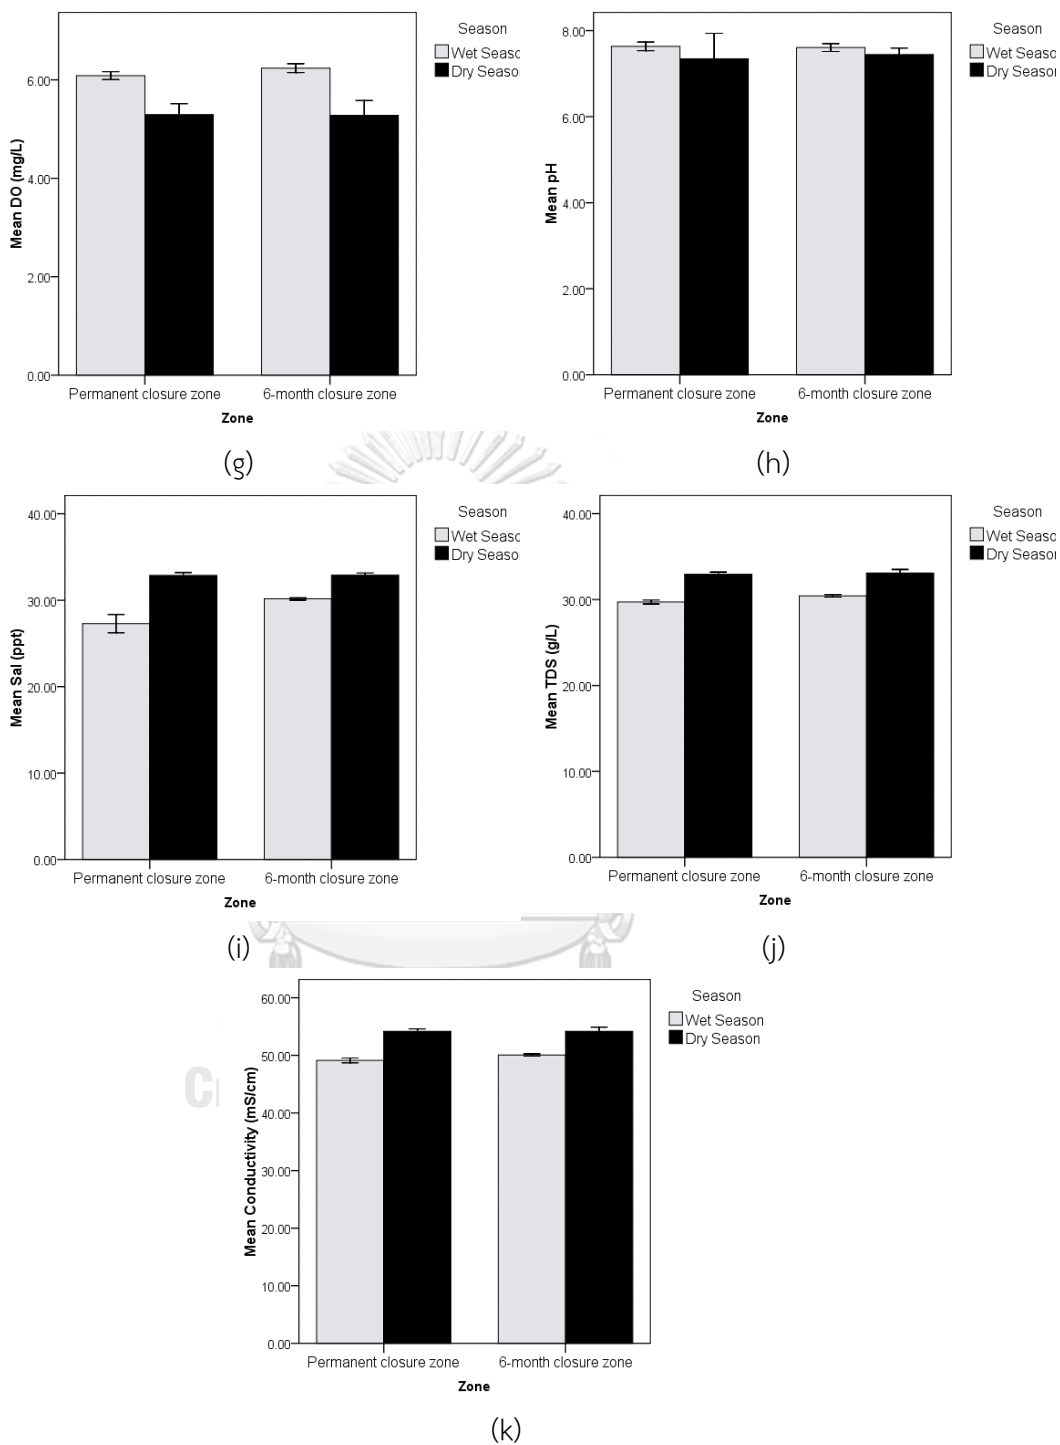 Season
Wet Seaso
Dry Seaso
Mean DO (mg/L)
6.00
4.00
2.00
0.00
Permanent closure zone
6-month closure zone
Zone
(g)
Season
Wet Seaso
Dry Seaso
Mean pH
8.00
6.00
4.00
2.00
0.00
Permanent closure zone
6-month closure zone
Zone
(h)
Season
Wet Seaso
Dry Seaso
Mean Sal (ppt)
40.00
30.00
20.00
10.00
0.00
Permanent closure zone
6-month closure zone
Zone
(i)
Season
Wet Seaso
Dry Seaso
Mean TDS (g/L)
40.00
30.00
20.00
10.00
0.00
Permanent closure zone
6-month closure zone
Zone
(j)
Season
Wet Season
Dry Season
Mean Conductivity (mS/cm)
60.00
50.00
40.00
30.00
20.00
10.00
0.00
Permanent closure zone
6-month closure zone
Zone
(k)